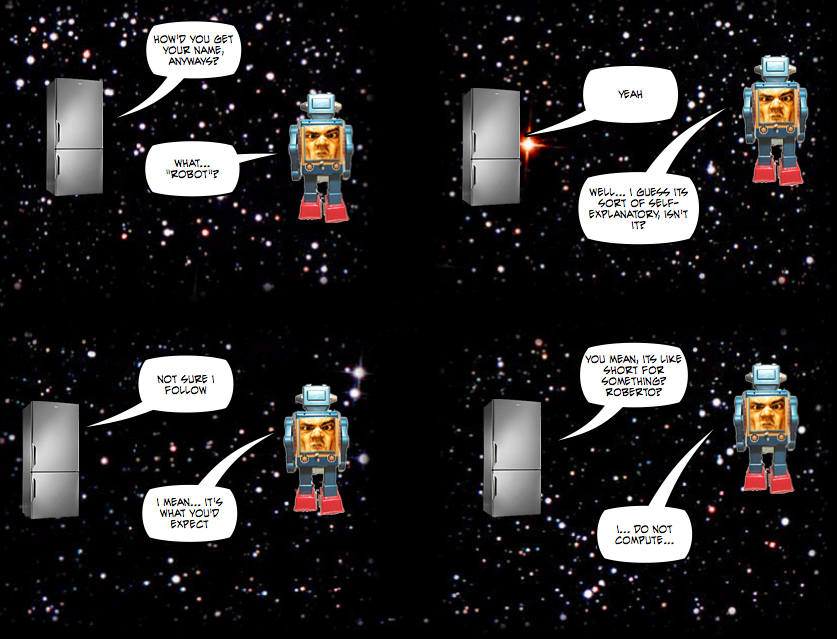 HOW'D YOU GET
YOUR NAME,
ANYWAYS?
WHAT...
"ROBOT"?
YEAH
WELL... I GUESS ITS
SORT OF SELF-
EXPLANATORY, ISN'T
IT?
NOT SURE I
FOLLOW
I MEAN... IT'S
WHAT YOU'D
EXPECT
YOU MEAN, ITS LIKE
SHORT FOR
SOMETHING?
ROBERTO?
I... DO NOT
COMPUTE...